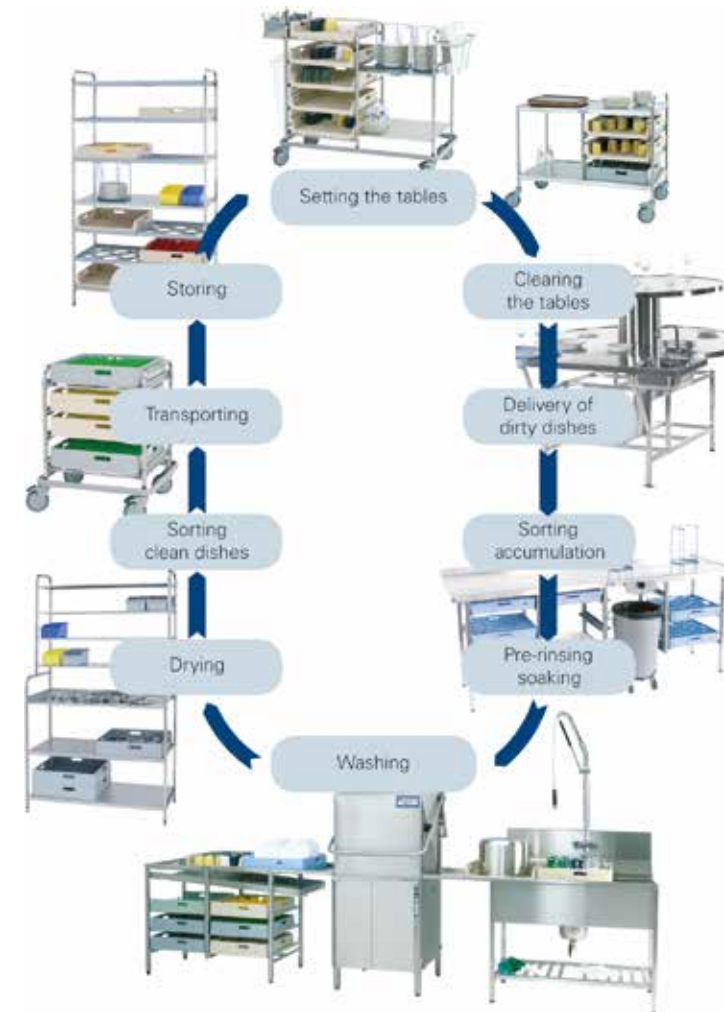 Setting the tables
Clearing
the tables
Delivery of
dirty dishes
Sorting
accumulation
Pre-rinsing
soaking
Washing
Drying
Sorting
clean dishes
Transporting
Storing